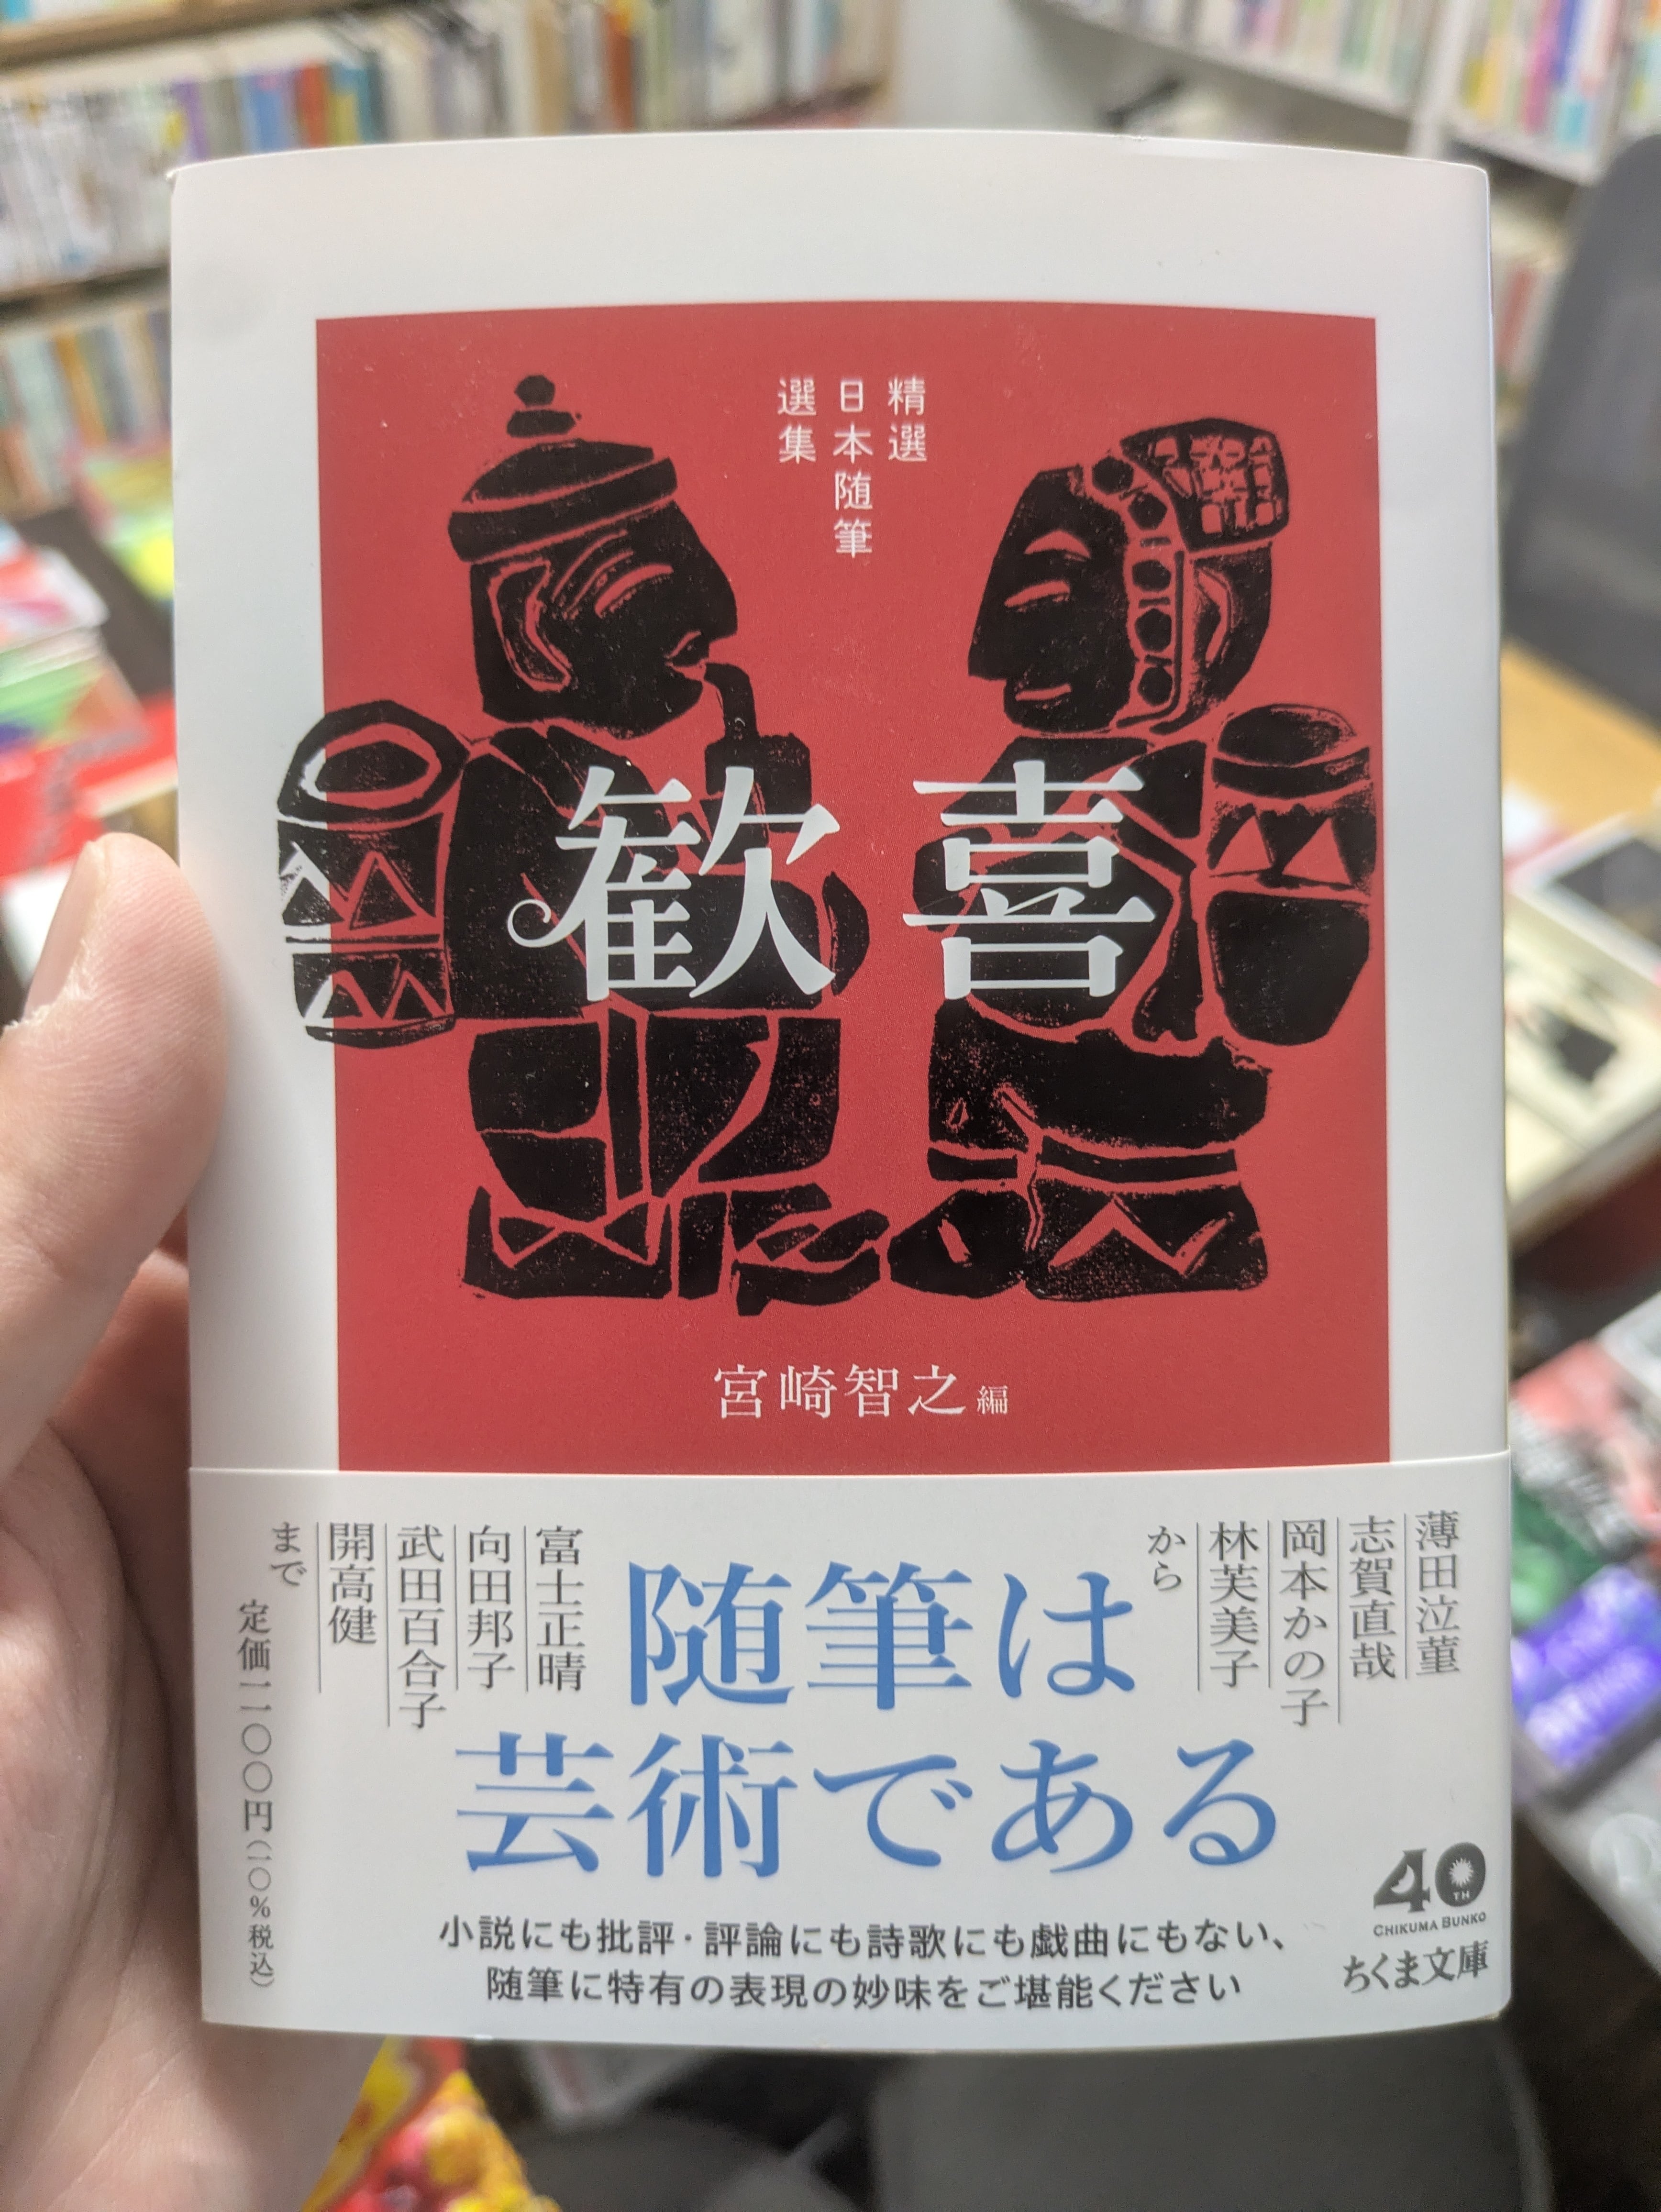 精選
日本随筆
選集
歓喜
宮崎智之 編
薄田泣菫
志賀直哉
岡本かの子
林芙美子
から
随筆は
芸術である
富士正晴
向田邦子
武田百合子
開高健
まで
小説にも批評・評論にも詩歌にも戯曲にもない、
随筆に特有の表現の妙味をご堪能ください
定価一一〇〇円（一〇％税込）
40
TH
CHIKUMA BUNKO
ちくま文庫